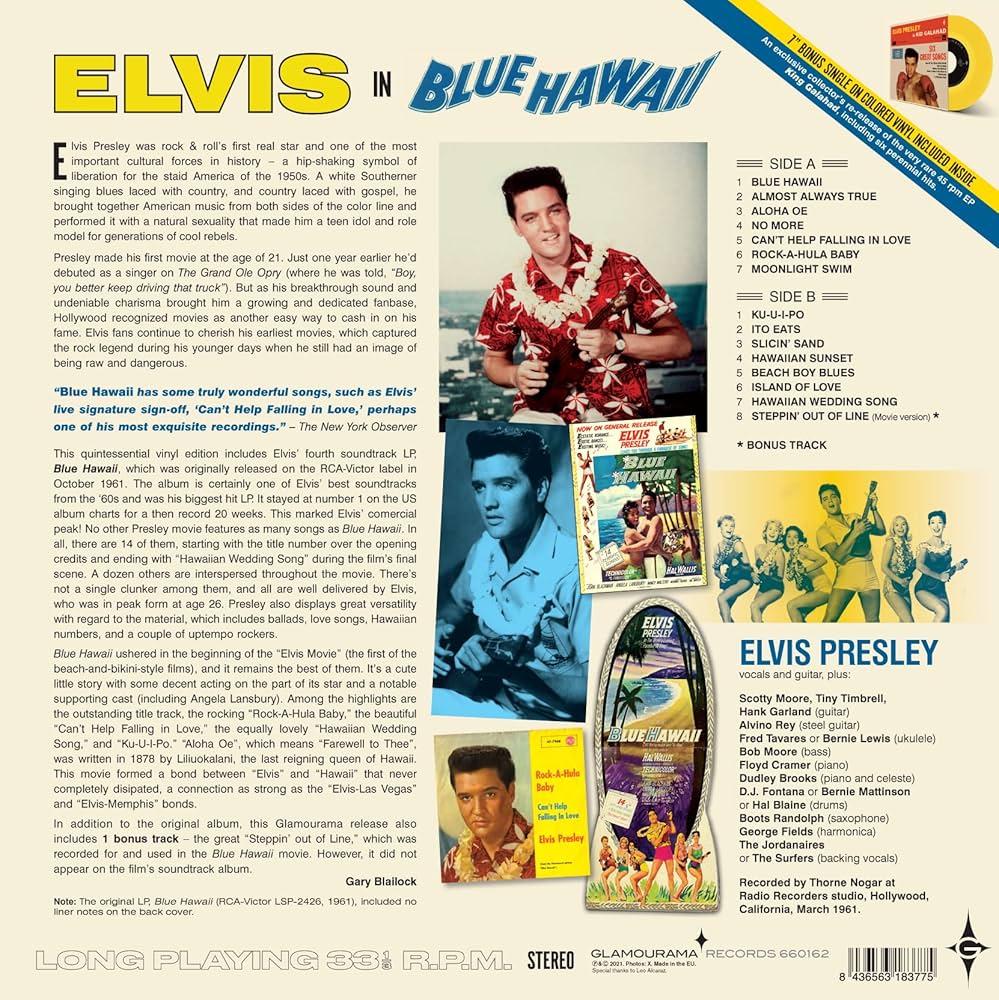 ELVIS IN BLUE HAWAII
7" BONUS SINGLE ON COLORED VINYL INCLUDED INSIDE
An exclusive collector's re-release of the very rare 45 rpm EP
King Galahad, including six perennial hits.
ELVIS PRESLEY
in KID GALAHAD
SIX
GREAT SONGS
Elvis Presley was rock & roll's first real star and one of the most
important cultural forces in history – a hip-shaking symbol of
liberation for the staid America of the 1950s. A white Southerner
singing blues laced with country, and country laced with gospel, he
brought together American music from both sides of the color line and
performed it with a natural sexuality that made him a teen idol and role
model for generations of cool rebels.
Presley made his first movie at the age of 21. Just one year earlier he'd
debuted as a singer on The Grand Ole Opry (where he was told, "Boy,
you better keep driving that truck"). But as his breakthrough sound and
undeniable charisma brought him a growing and dedicated fanbase,
Hollywood recognized movies as another easy way to cash in on his
fame. Elvis fans continue to cherish his earliest movies, which captured
the rock legend during his younger days when he still had an image of
being raw and dangerous.
"Blue Hawaii has some truly wonderful songs, such as Elvis'
live signature sign-off, 'Can't Help Falling in Love,' perhaps
one of his most exquisite recordings." – The New York Observer
This quintessential vinyl edition includes Elvis' fourth soundtrack LP,
Blue Hawaii, which was originally released on the RCA-Victor label in
October 1961. The album is certainly one of Elvis' best soundtracks
from the '60s and was his biggest hit LP. It stayed at number 1 on the US
album charts for a then record 20 weeks. This marked Elvis' comercial
peak! No other Presley movie features as many songs as Blue Hawaii. In
all, there are 14 of them, starting with the title number over the opening
credits and ending with "Hawaiian Wedding Song" during the film's final
scene. A dozen others are interspersed throughout the movie. There's
not a single clunker among them, and all are well delivered by Elvis,
who was in peak form at age 26. Presley also displays great versatility
with regard to the material, which includes ballads, love songs, Hawaiian
numbers, and a couple of uptempo rockers.
Blue Hawaii ushered in the beginning of the "Elvis Movie" (the first of the
beach-and-bikini-style films), and it remains the best of them. It's a cute
little story with some decent acting on the part of its star and a notable
supporting cast (including Angela Lansbury). Among the highlights are
the outstanding title track, the rocking "Rock-A-Hula Baby," the beautiful
"Can't Help Falling in Love," the equally lovely "Hawaiian Wedding
Song," and "Ku-U-I-Po." "Aloha Oe", which means "Farewell to Thee",
was written in 1878 by Liliuokalani, the last reigning queen of Hawaii.
This movie formed a bond between "Elvis" and "Hawaii" that never
completely disipated, a connection as strong as the "Elvis-Las Vegas"
and "Elvis-Memphis" bonds.
In addition to the original album, this Glamourama release also
includes 1 bonus track – the great "Steppin' out of Line," which was
recorded for and used in the Blue Hawaii movie. However, it did not
appear on the film's soundtrack album.
Gary Blailock
Note: The original LP, Blue Hawaii (RCA-Victor LSP-2426, 1961), included no
liner notes on the back cover.
NOW ON GENERAL RELEASE
ECSTATIC ROMANCE...
EXOTIC DANCES...
EXCITING MUSIC!
ELVIS
PRESLEY
BLUE
HAWAII
TECHNICOLOR
HAL WALLIS
ELVIS
PRESLEY
BLUE HAWAII
HAL WALLIS
TECHNICOLOR
14
Rock-A-Hula
Baby
Can't Help
Falling in Love
Elvis Presley
SIDE A
1 BLUE HAWAII
2 ALMOST ALWAYS TRUE
3 ALOHA OE
4 NO MORE
5 CAN'T HELP FALLING IN LOVE
6 ROCK-A-HULA BABY
7 MOONLIGHT SWIM
SIDE B
1 KU-U-I-PO
2 ITO EATS
3 SLICIN' SAND
4 HAWAIIAN SUNSET
5 BEACH BOY BLUES
6 ISLAND OF LOVE
7 HAWAIIAN WEDDING SONG
8 STEPPIN' OUT OF LINE (Movie version) *
* BONUS TRACK
ELVIS PRESLEY
vocals and guitar, plus:
Scotty Moore, Tiny Timbrell,
Hank Garland (guitar)
Alvino Rey (steel guitar)
Fred Tavares or Bernie Lewis (ukulele)
Bob Moore (bass)
Floyd Cramer (piano)
Dudley Brooks (piano and celeste)
D.J. Fontana or Bernie Mattinson
or Hal Blaine (drums)
Boots Randolph (saxophone)
George Fields (harmonica)
The Jordanaires
or The Surfers (backing vocals)
Recorded by Thorne Nogar at
Radio Recorders studio, Hollywood,
California, March 1961.
LONG PLAYING 33⅓ R.P.M. STEREO
GLAMOURAMA RECORDS 660162
℗&© 2021. Photos: X. Made in the EU.
Special thanks to Leo Alcaraz.
8 436563 183775
G